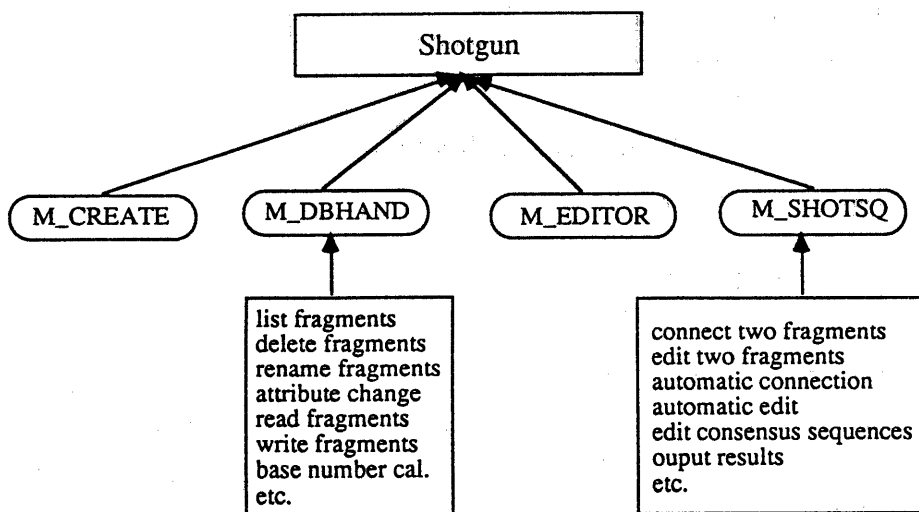 Shotgun
M_CREATE
M_DBHAND
M_EDITOR
M_SHOTSQ
list fragments
delete fragments
rename fragments
attribute change
read fragments
write fragments
base number cal.
etc.
connect two fragments
edit two fragments
automatic connection
automatic edit
edit consensus sequences
ouput results
etc.